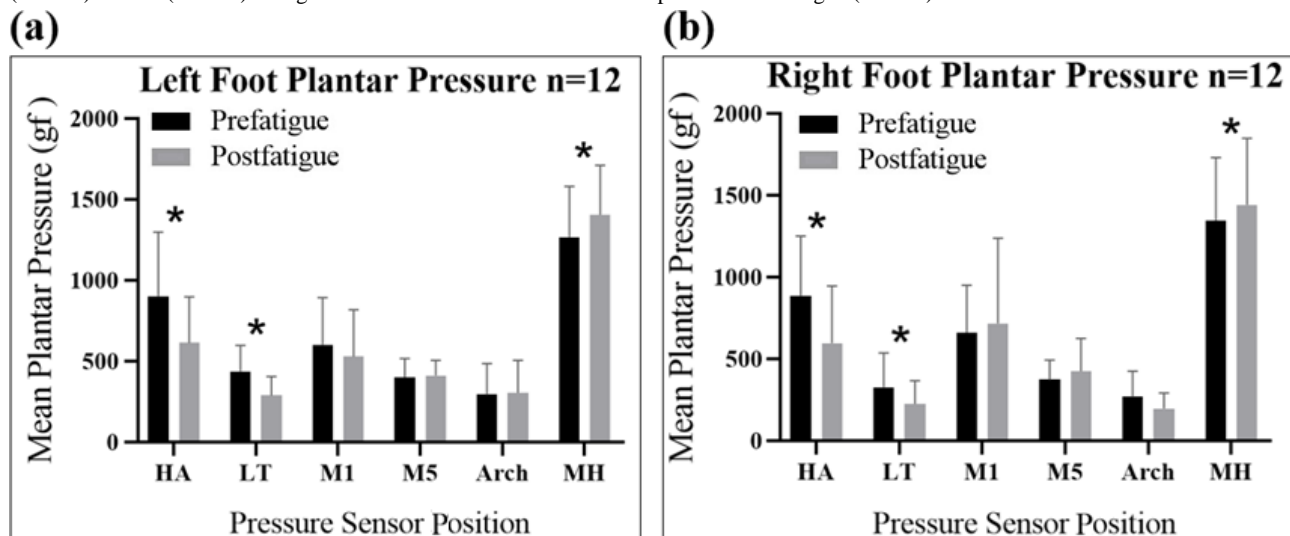 (a)
Left Foot Plantar Pressure n=12
Prefatigue
Postfatigue
Mean Plantar Pressure (gf )
2000
1500
1000
500
0
*
*
*
HA LT M1 M5 Arch MH
Pressure Sensor Position
(b)
Right Foot Plantar Pressure n=12
Prefatigue
Postfatigue
Mean Plantar Pressure (gf )
2000
1500
1000
500
0
*
*
*
HA LT M1 M5 Arch MH
Pressure Sensor Position